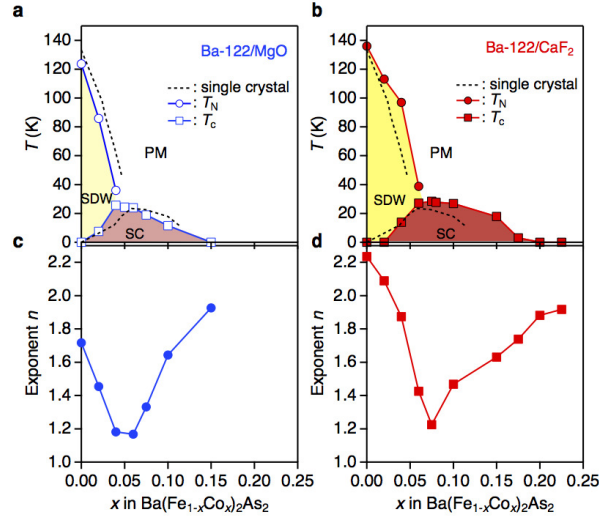 a
Ba-122/MgO
: single crystal
: TN
: Tc
T (K)
140
120
100
80
60
40
20
0
PM
SDW
SC
b
Ba-122/CaF2
: single crystal
: TN
: Tc
T (K)
140
120
100
80
60
40
20
0
PM
SDW
SC
c
Exponent n
2.2
2.0
1.8
1.6
1.4
1.2
1.0
0.00 0.05 0.10 0.15 0.20 0.25
x in Ba(Fe1-xCox)2As2
d
Exponent n
2.2
2.0
1.8
1.6
1.4
1.2
1.0
0.00 0.05 0.10 0.15 0.20 0.25
x in Ba(Fe1-xCox)2As2